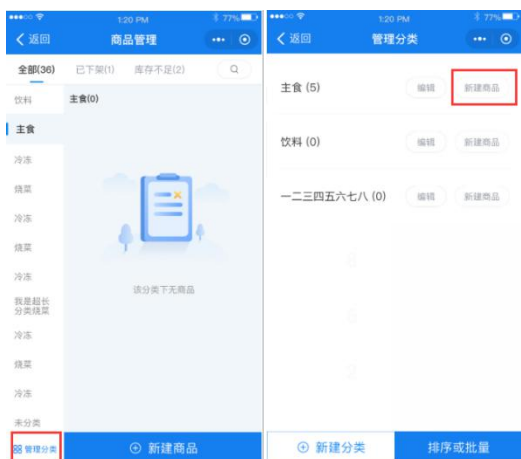 1:20 PM
77%
返回
商品管理
全部(36)
已下架(1)
库存不足(2)
饮料
主食
冷冻
烧菜
冷冻
烧菜
冷冻
我是超长
分类烧菜
冷冻
烧菜
冷冻
未分类
管理分类
主食(0)
该分类下无商品
新建商品
1:20 PM
77%
返回
管理分类
主食 (5)
编辑
新建商品
饮料 (0)
编辑
新建商品
一二三四五六七八 (0)
编辑
新建商品
新建分类
排序或批量